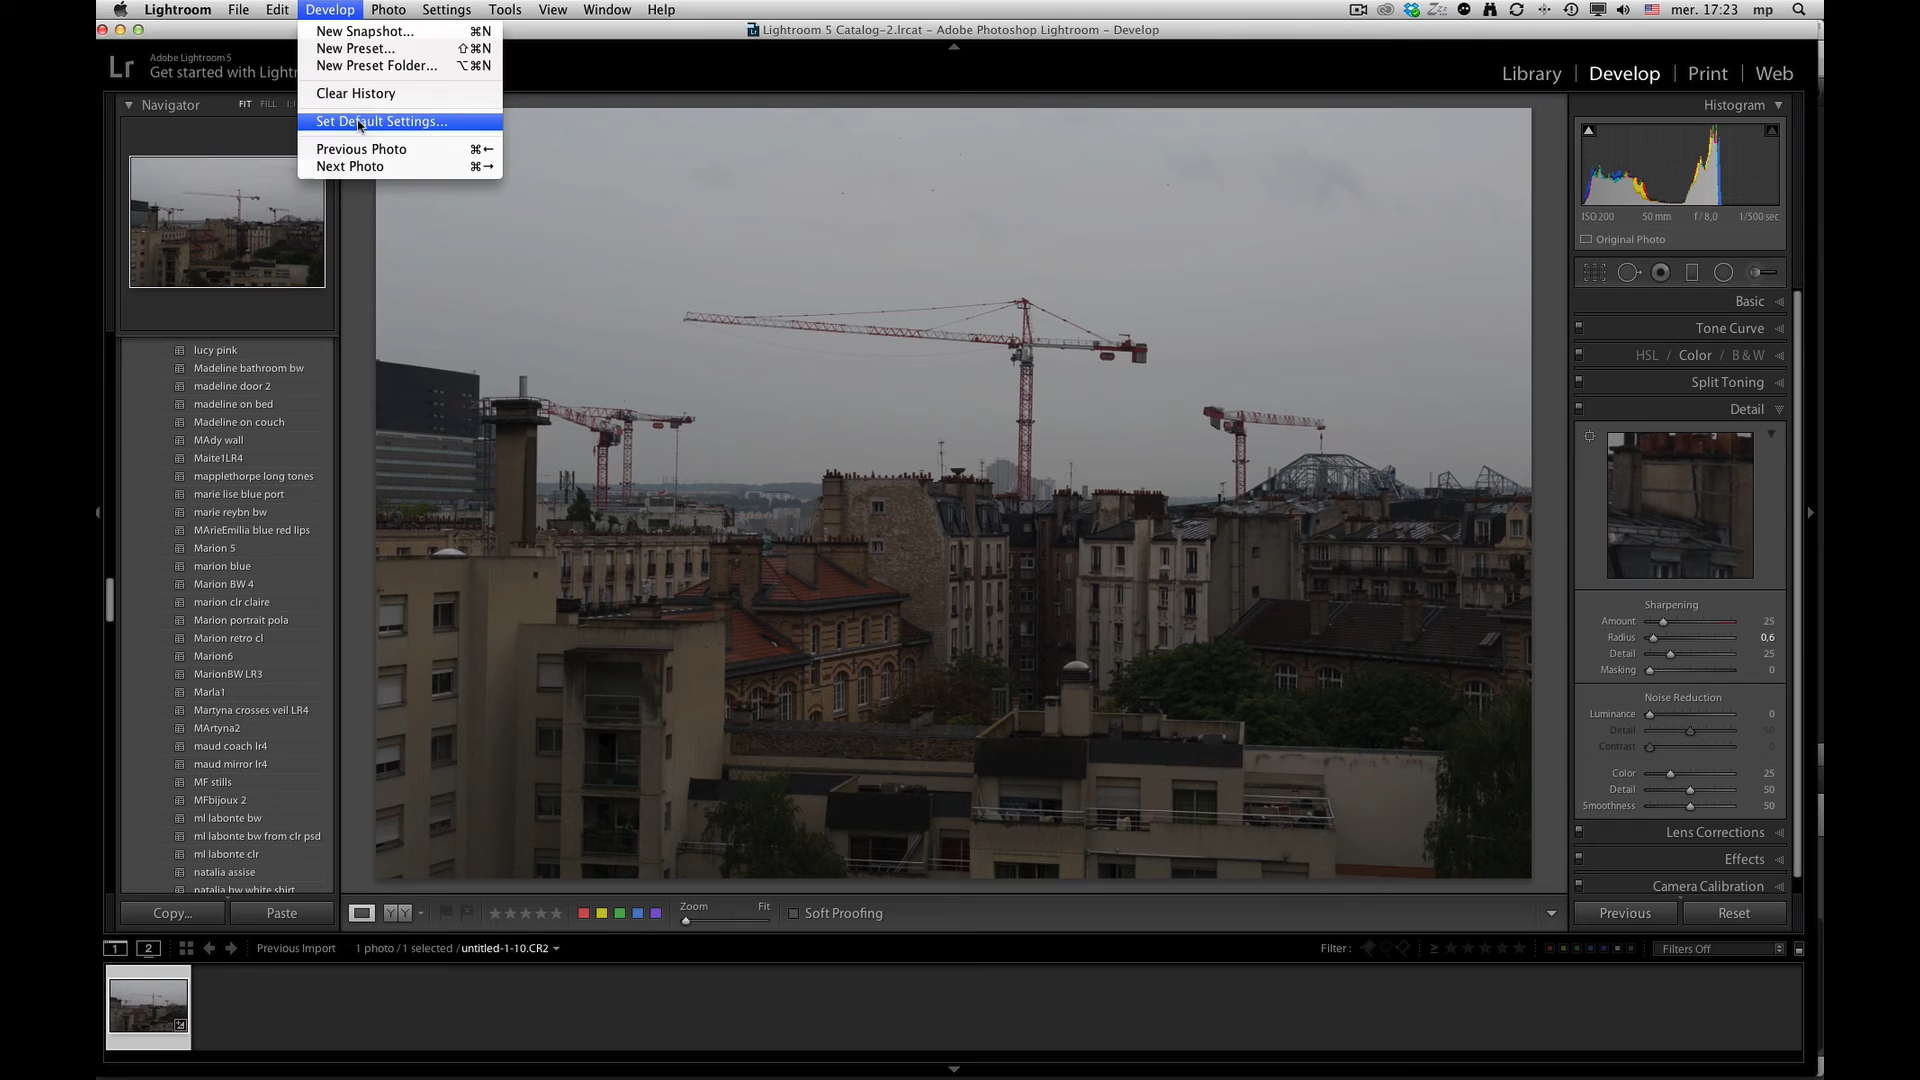 Lightroom File Edit Develop Photo Settings Tools View Window Help
mer. 17:23 mp
New Snapshot... ⌘N
New Preset... ⇧⌘N
New Preset Folder... ⌥⌘N
Clear History
Set Default Settings...
Previous Photo ⌘←
Next Photo ⌘→
Lightroom 5 Catalog-2.lrcat – Adobe Photoshop Lightroom – Develop
Lr
Adobe Lightroom 5
Get started with Lightr
Library | Develop | Print | Web
Navigator FIT FILL 1:1
lucy pink
Madeline bathroom bw
madeline door 2
madeline on bed
Madeline on couch
MAdy wall
Maite1LR4
mapplethorpe long tones
marie lise blue port
marie reybn bw
MArieEmilia blue red lips
Marion 5
marion blue
Marion BW 4
marion clr claire
Marion portrait pola
Marion retro cl
Marion6
MarionBW LR3
Marla1
Martyna crosses veil LR4
MArtyna2
maud coach lr4
maud mirror lr4
MF stills
MFbijoux 2
ml labonte bw
ml labonte bw from clr psd
ml labonte clr
natalia assise
natalia bw white shirt
Copy... Paste
Histogram
ISO 200 50 mm f / 8,0 1/500 sec
Original Photo
Basic
Tone Curve
HSL / Color / B & W
Split Toning
Detail
Sharpening
Amount 25
Radius 0,6
Detail 25
Masking 0
Noise Reduction
Luminance 0
Detail 50
Contrast 0
Color 25
Detail 50
Smoothness 50
Lens Corrections
Effects
Camera Calibration
Previous Reset
YY Zoom Fit Soft Proofing
1 2 Previous Import 1 photo / 1 selected / untitled-1-10.CR2
Filter : ≥ Filters Off